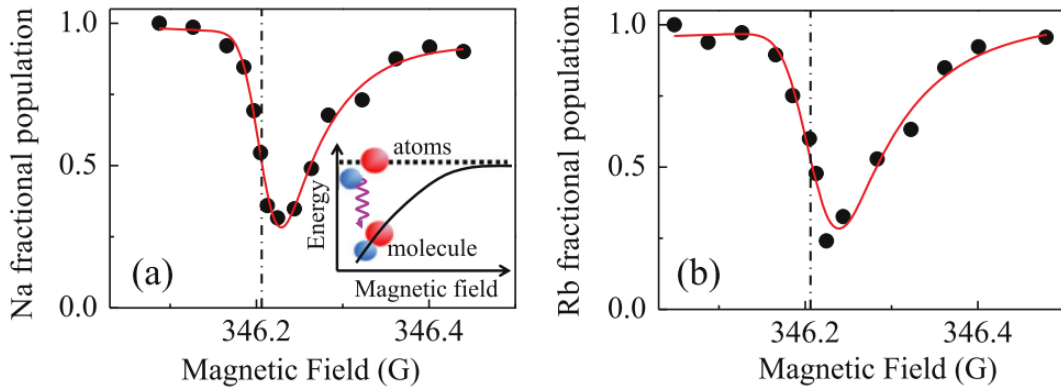 Na fractional population
1.0
0.5
0.0
(a)
atoms
Energy
molecule
Magnetic field
346.2
346.4
Magnetic Field (G)
Rb fractional population
1.0
0.5
0.0
(b)
346.2
346.4
Magnetic Field (G)